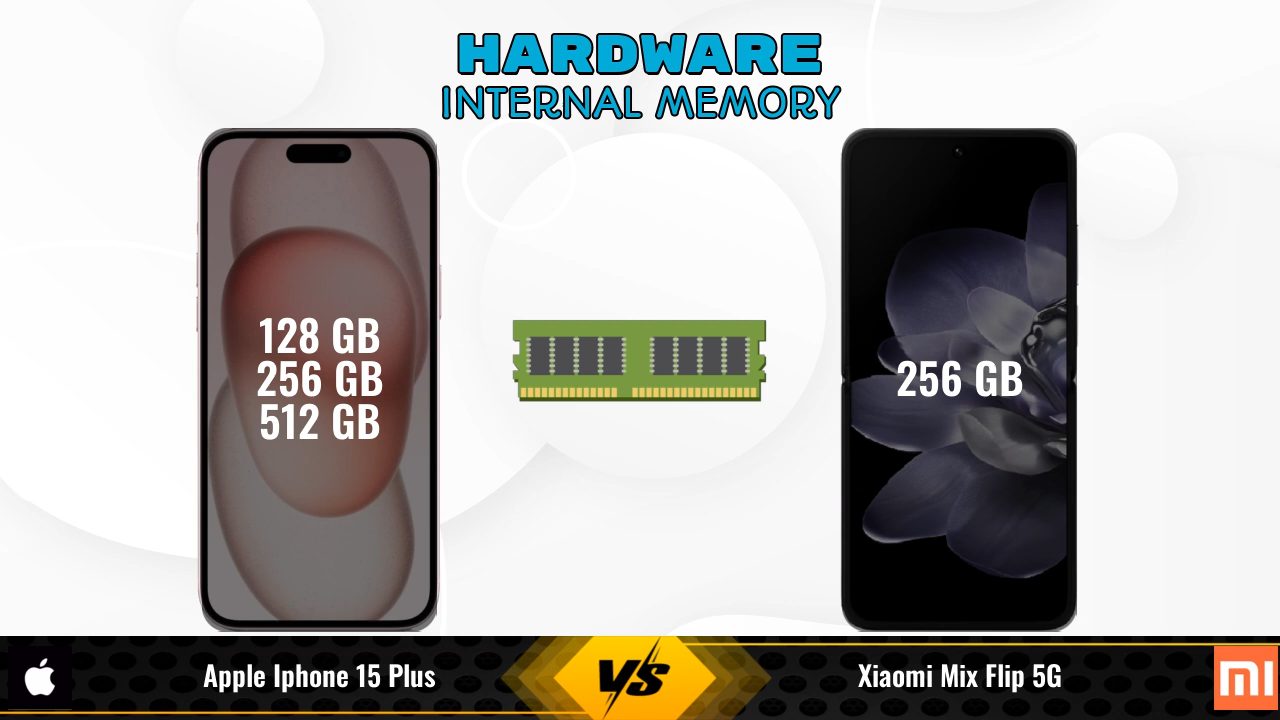 HARDWARE
INTERNAL MEMORY
128 GB
256 GB
512 GB
256 GB
Apple Iphone 15 Plus
VS
Xiaomi Mix Flip 5G
MI